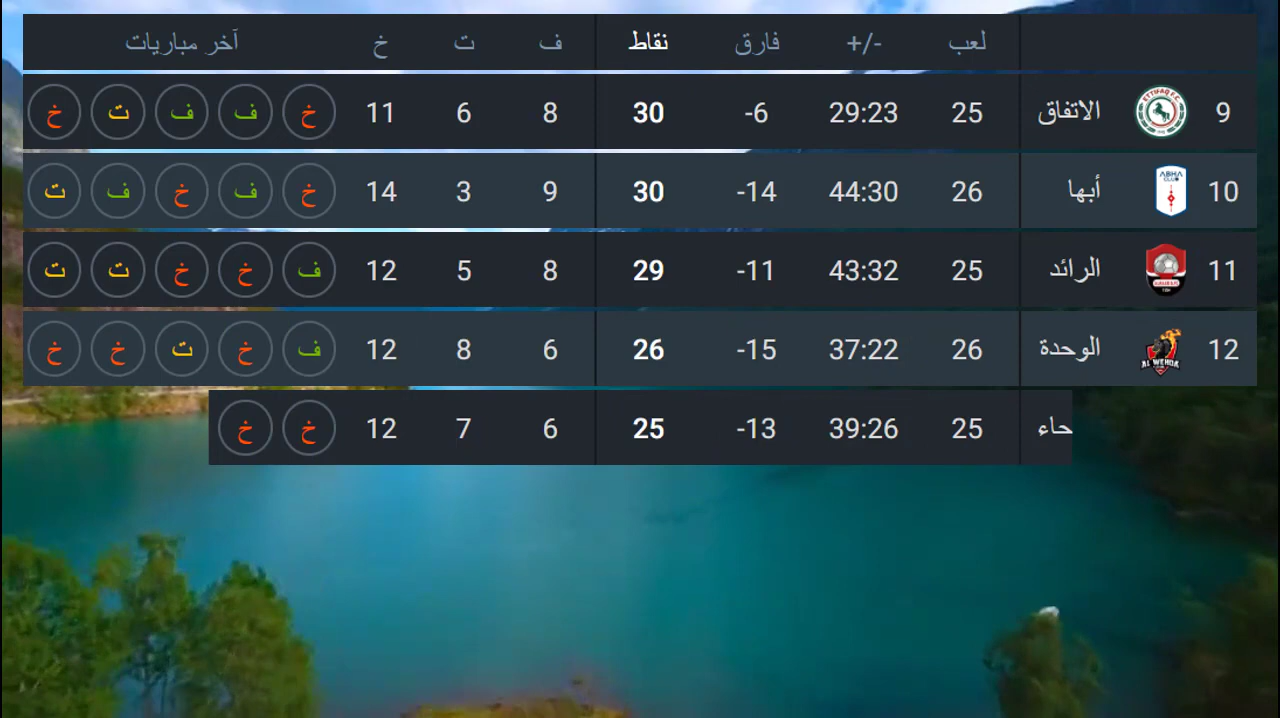 لعب +/- فارق نقاط ف ت خ آخر مباريات
9 الاتفاق 25 29:23 -6 30 8 6 11 خ ف ف ت خ
10 أبها 26 44:30 -14 30 9 3 14 خ ف خ ف ت
11 الرائد 25 43:32 -11 29 8 5 12 ف خ خ ت ت
12 الوحدة 26 37:22 -15 26 6 8 12 ف خ ت خ خ
حاء 25 39:26 -13 25 6 7 12 خ خ